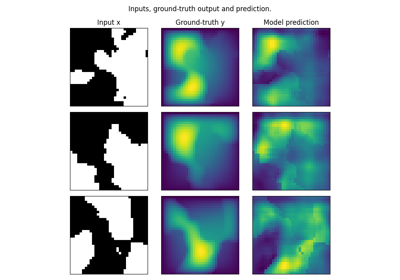 Inputs, ground-truth output and prediction.
Input x
Ground-truth y
Model prediction